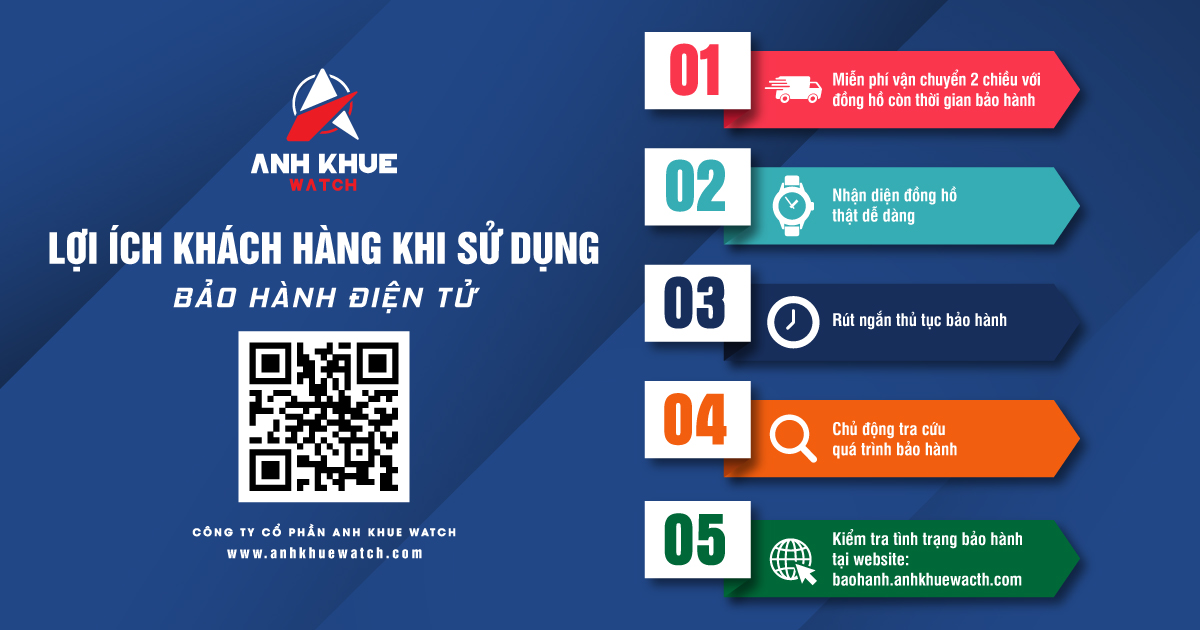 ANH KHUE
WATCH
LỢI ÍCH KHÁCH HÀNG KHI SỬ DỤNG
BẢO HÀNH ĐIỆN TỬ
CÔNG TY CỔ PHẦN ANH KHUE WATCH
www.anhkhuewatch.com
01
Miễn phí vận chuyển 2 chiều với
đồng hồ còn thời gian bảo hành
02
Nhận diện đồng hồ
thật dễ dàng
03
Rút ngắn thủ tục bảo hành
04
Chủ động tra cứu
quá trình bảo hành
05
Kiểm tra tình trạng bảo hành
tại website:
baohanh.anhkhuewacth.com